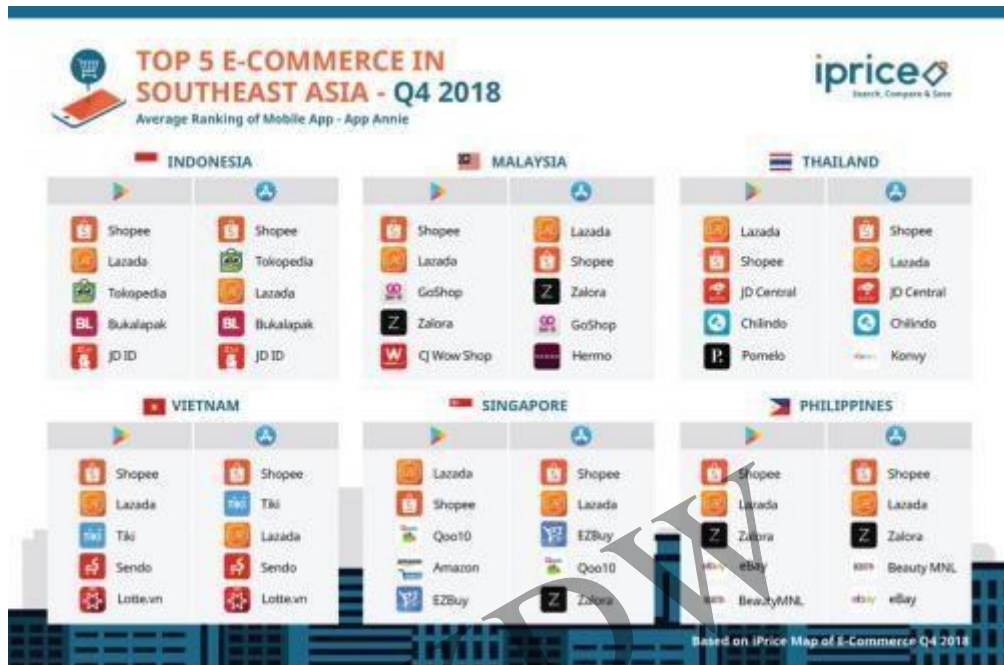 TOP 5 E-COMMERCE IN
SOUTHEAST ASIA - Q4 2018
Average Ranking of Mobile App - App Annie
iprice
Search, Compare & Save
INDONESIA
Shopee
Lazada
Tokopedia
Bukalapak
JD ID
Shopee
Tokopedia
Lazada
Bukalapak
JD ID
MALAYSIA
Shopee
Lazada
GoShop
Zalora
CJ Wow Shop
Lazada
Shopee
Zalora
GoShop
Hermo
THAILAND
Lazada
Shopee
JD Central
Chilindo
Pomelo
Shopee
Lazada
JD Central
Chilindo
Konvy
VIETNAM
Shopee
Lazada
Tiki
Sendo
Lotte.vn
Shopee
Tiki
Lazada
Sendo
Lotte.vn
SINGAPORE
Lazada
Shopee
Qoo10
Amazon
EZBuy
Shopee
Lazada
EZBuy
Qoo10
Zalora
PHILIPPINES
Shopee
Lazada
Zalora
eBay
BeautyMNL
Shopee
Lazada
Zalora
Beauty MNL
eBay
Based on iPrice Map of E-Commerce Q4 2018